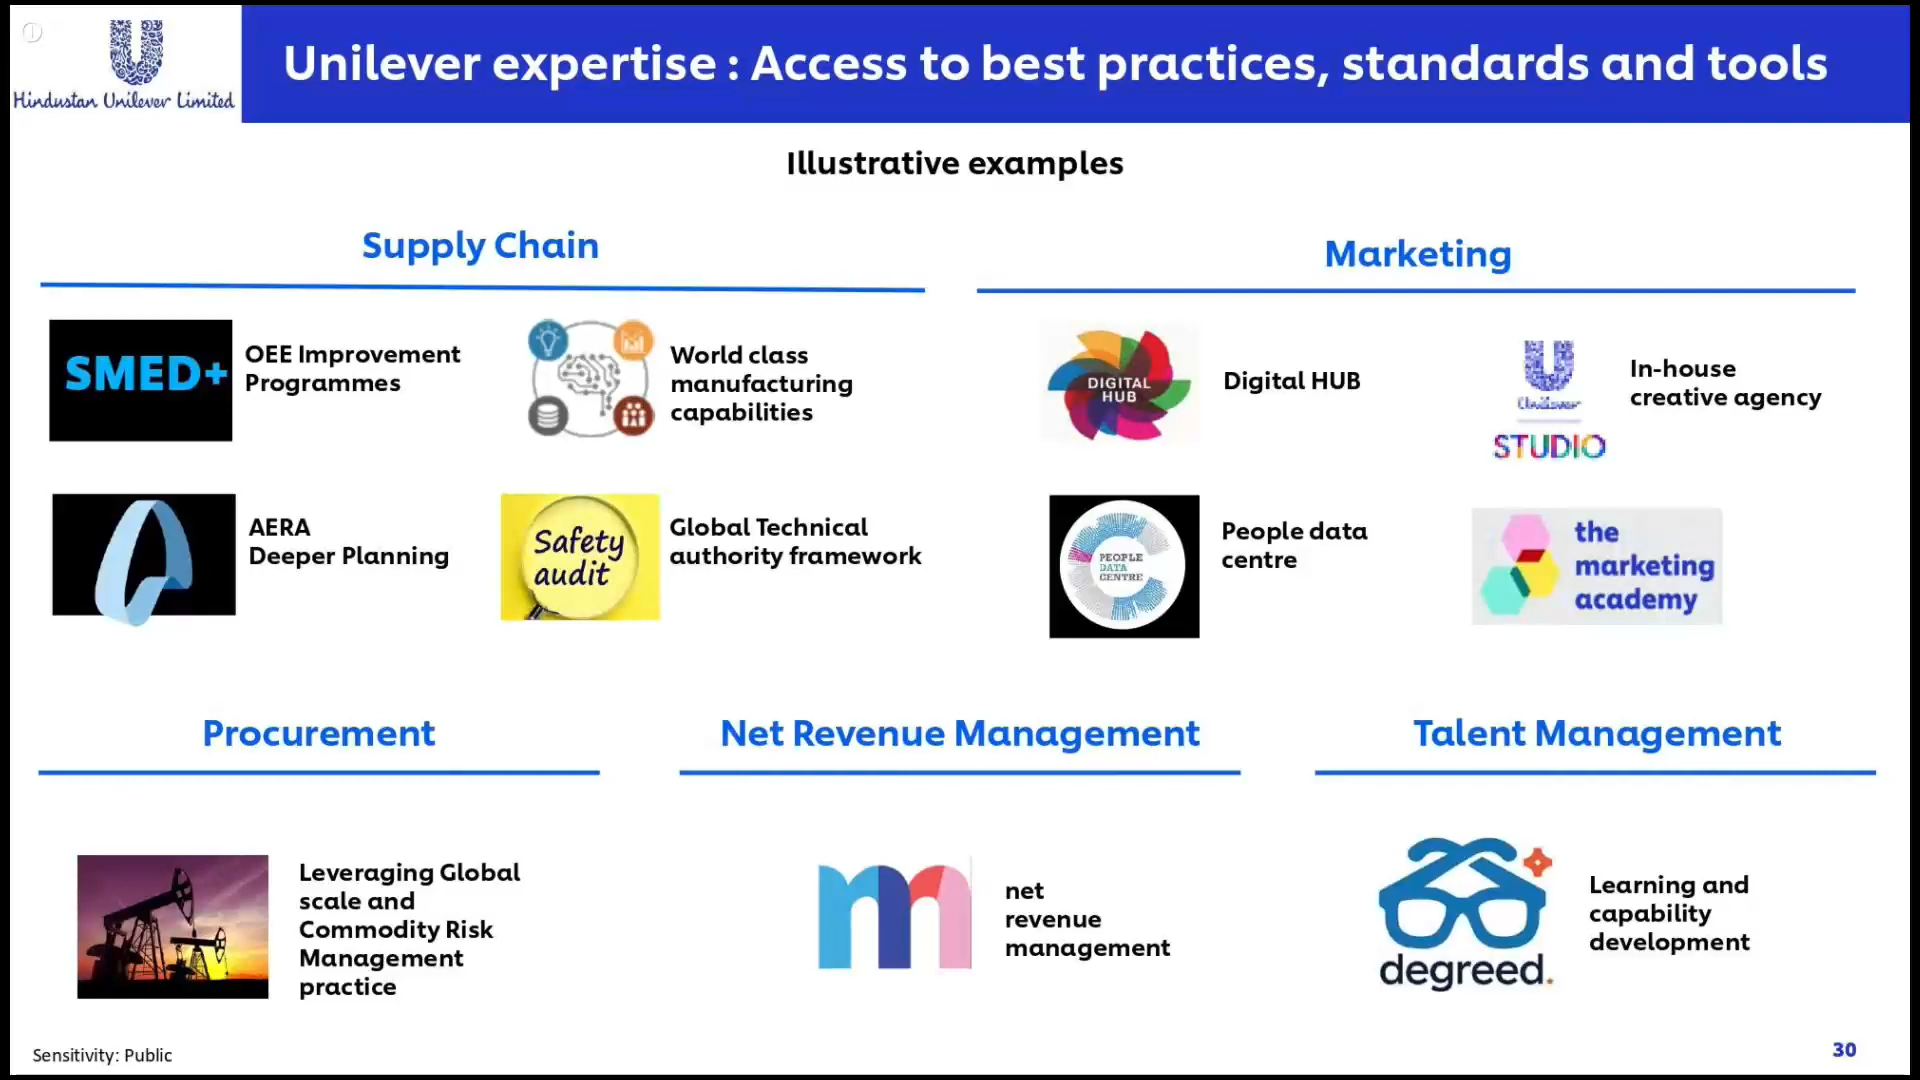 Hindustan Unilever Limited
Unilever expertise : Access to best practices, standards and tools
Illustrative examples
Supply Chain
SMED+
OEE Improvement
Programmes
World class
manufacturing
capabilities
AERA
Deeper Planning
Safety
audit
Global Technical
authority framework
Marketing
DIGITAL
HUB
Digital HUB
Unilever
STUDIO
In-house
creative agency
PEOPLE
DATA
CENTRE
People data
centre
the
marketing
academy
Procurement
Leveraging Global
scale and
Commodity Risk
Management
practice
Net Revenue Management
net
revenue
management
Talent Management
degreed.
Learning and
capability
development
Sensitivity: Public
30